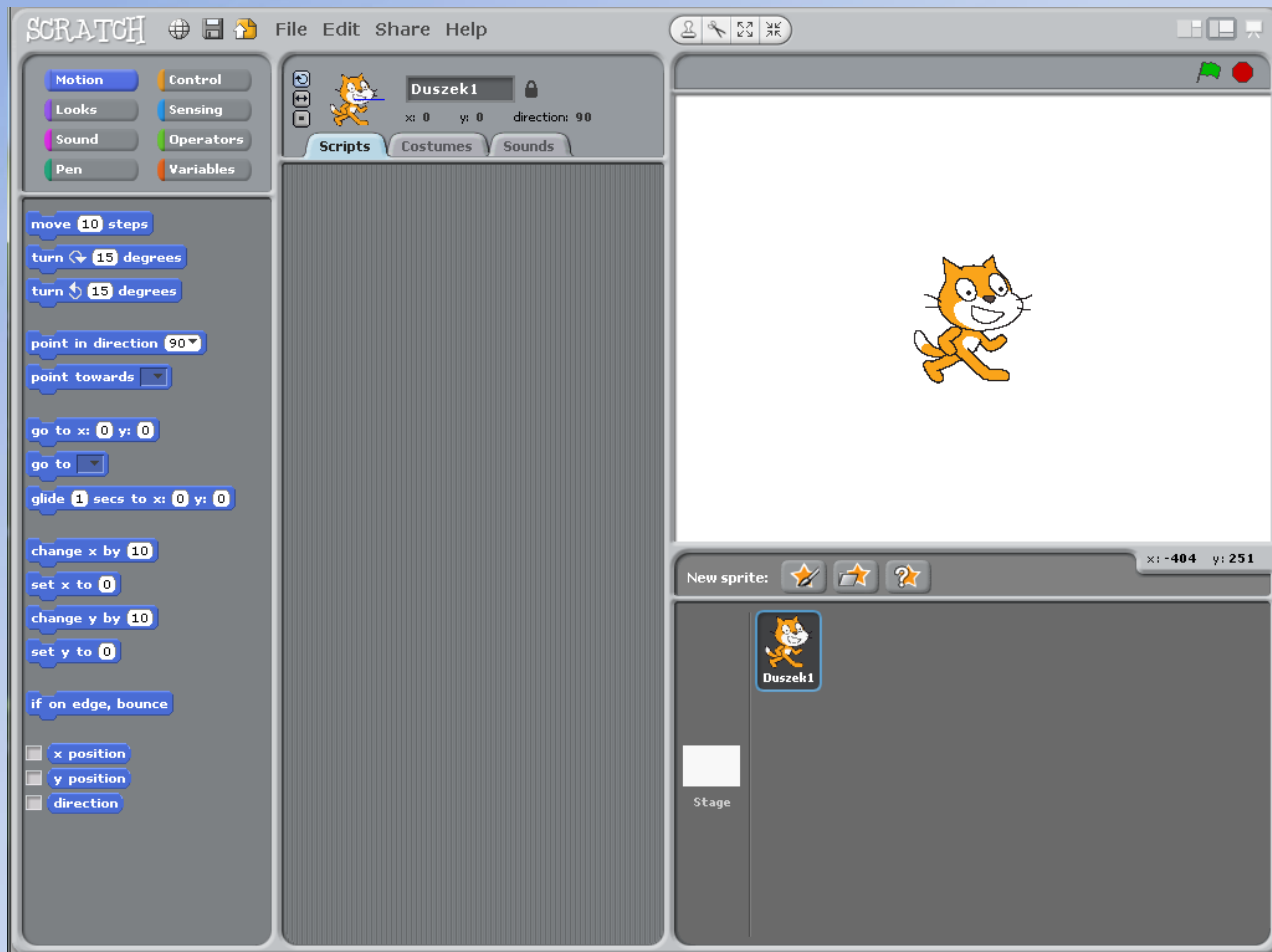 SCRATCH File Edit Share Help
Motion Control
Looks Sensing
Sound Operators
Pen Variables
move 10 steps
turn 15 degrees
turn 15 degrees
point in direction 90
point towards
go to x: 0 y: 0
go to
glide 1 secs to x: 0 y: 0
change x by 10
set x to 0
change y by 10
set y to 0
if on edge, bounce
x position
y position
direction
Duszek1
x: 0 y: 0 direction: 90
Scripts Costumes Sounds
x: -404 y: 251
New sprite:
Duszek1
Stage